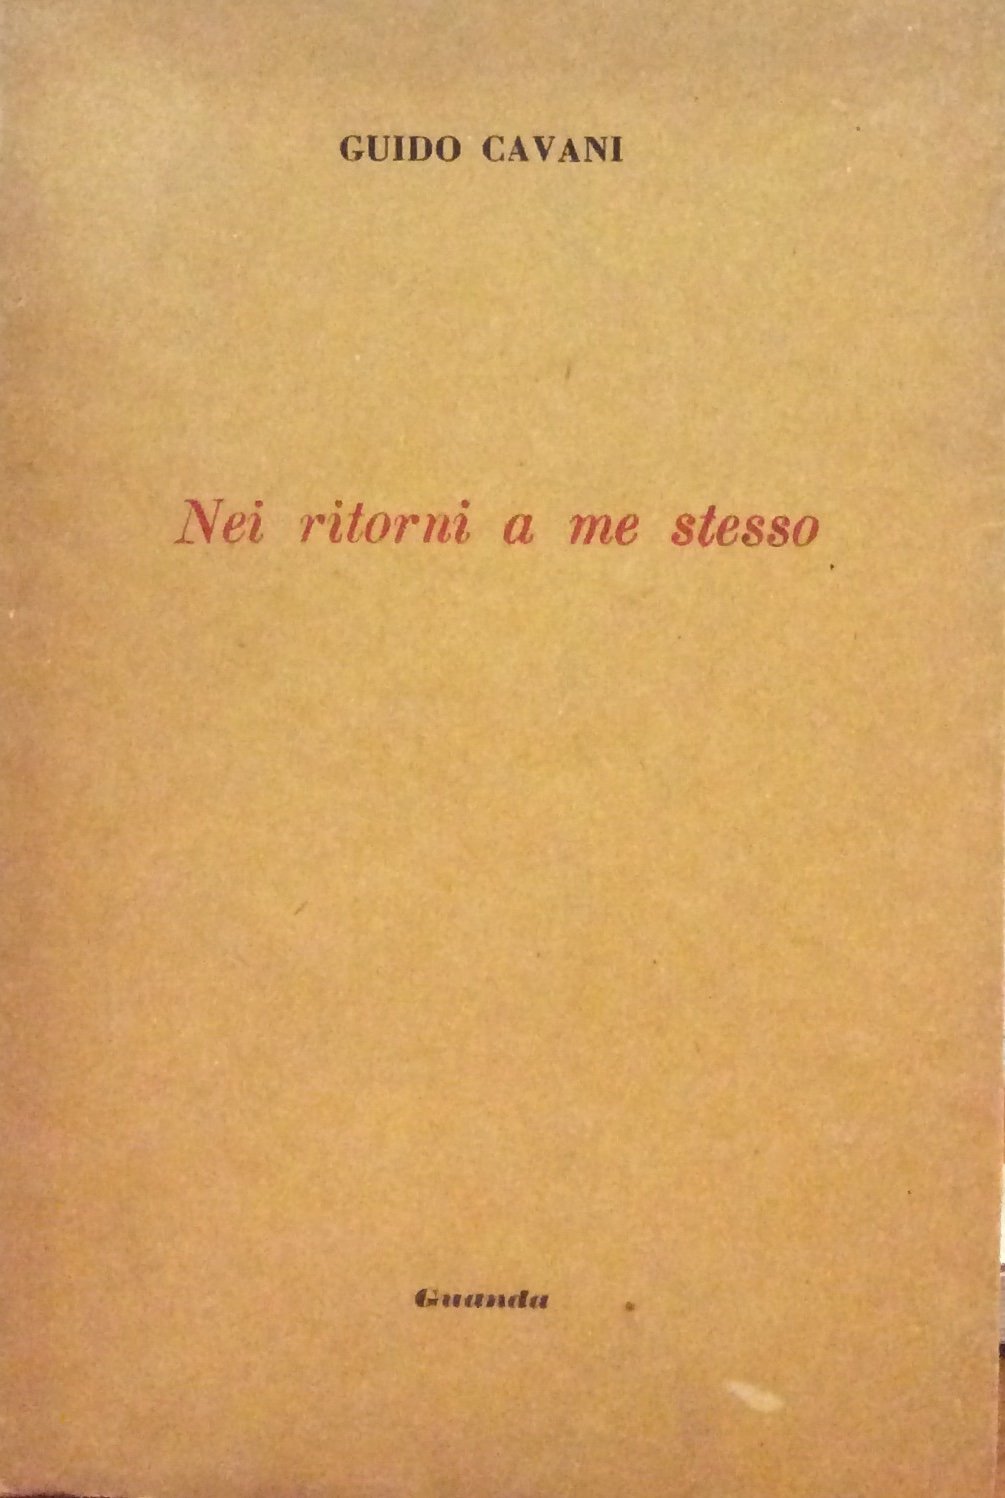 GUIDO CAVANI
Nei ritorni a me stesso
Guanda